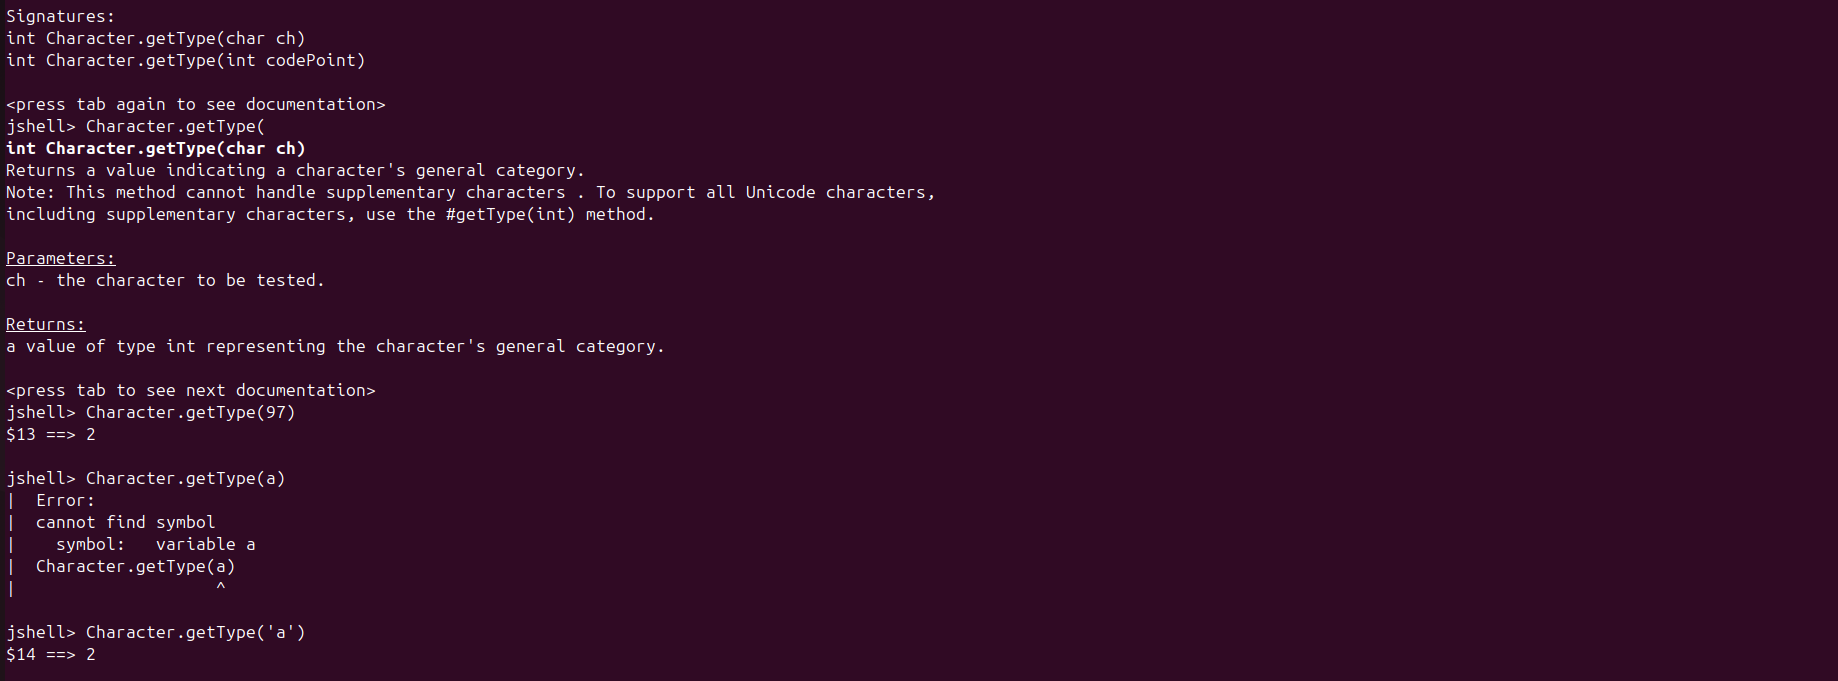 Signatures:
int Character.getType(char ch)
int Character.getType(int codePoint)
<press tab again to see documentation>
jshell> Character.getType(
int Character.getType(char ch)
Returns a value indicating a character's general category.
Note: This method cannot handle supplementary characters . To support all Unicode characters,
including supplementary characters, use the #getType(int) method.
Parameters:
ch - the character to be tested.
Returns:
a value of type int representing the character's general category.
<press tab to see next documentation>
jshell> Character.getType(97)
$13 ==> 2
jshell> Character.getType(a)
|  Error:
|  cannot find symbol
|    symbol:   variable a
|  Character.getType(a)
|                    ^
jshell> Character.getType('a')
$14 ==> 2